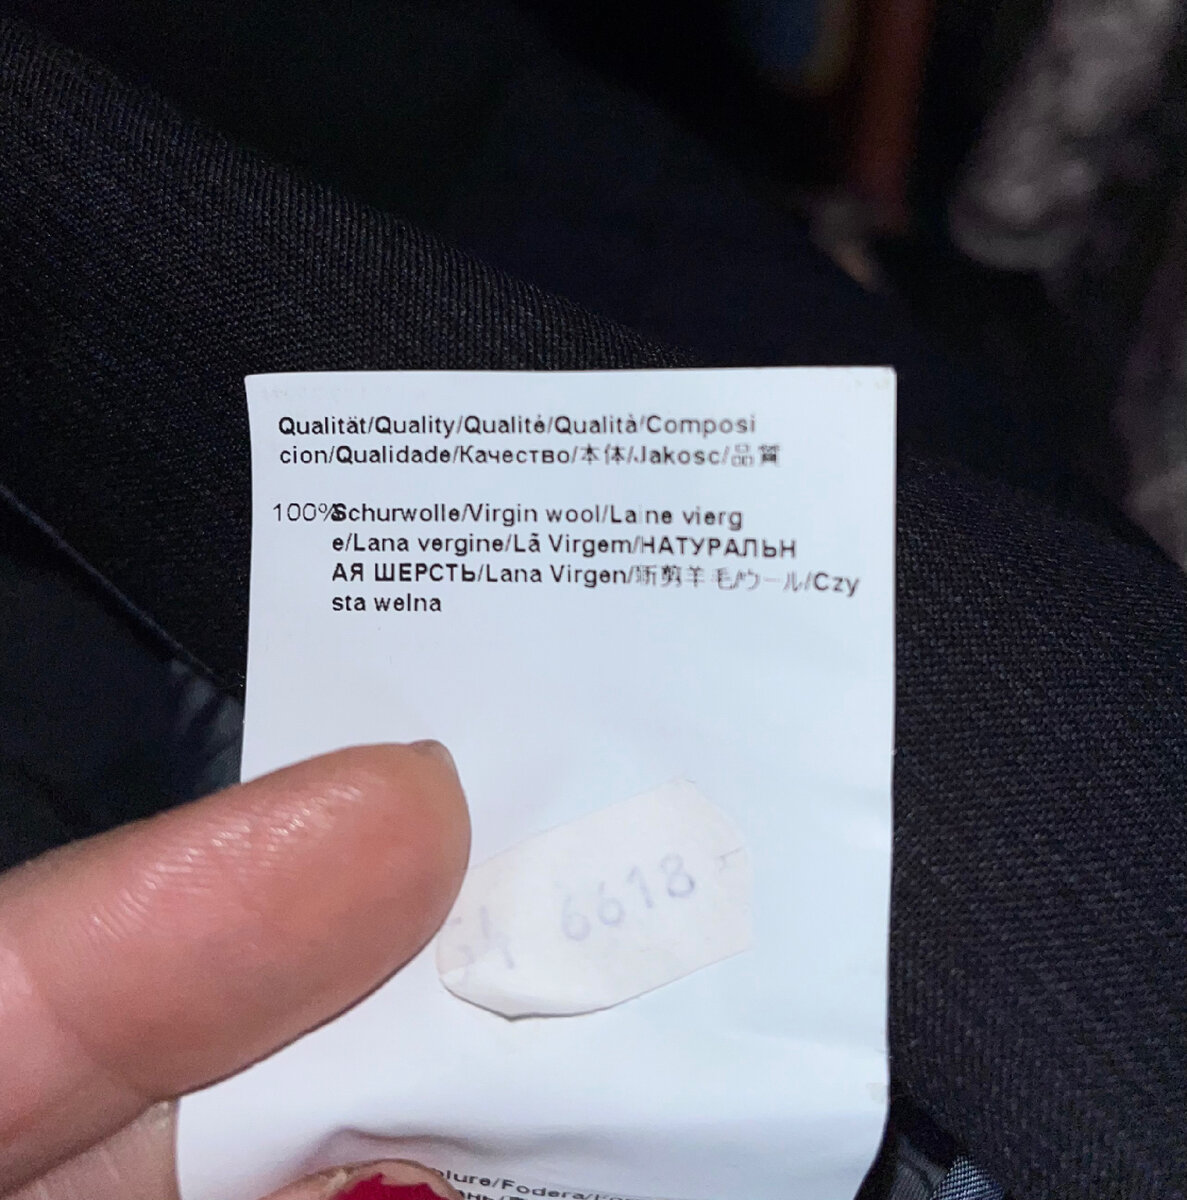 Qualität/Quality/Qualité/Qualità/Composi
cion/Qualidade/Качество/本体/Jakosc/品質
100%Schurwolle/Virgin wool/Laine vierg
e/Lana vergine/Lã Virgem/НАТУРАЛЬН
АЯ ШЕРСТЬ/Lana Virgen/新剪羊毛/ウール/Czy
sta welna
6618
/Fodera/